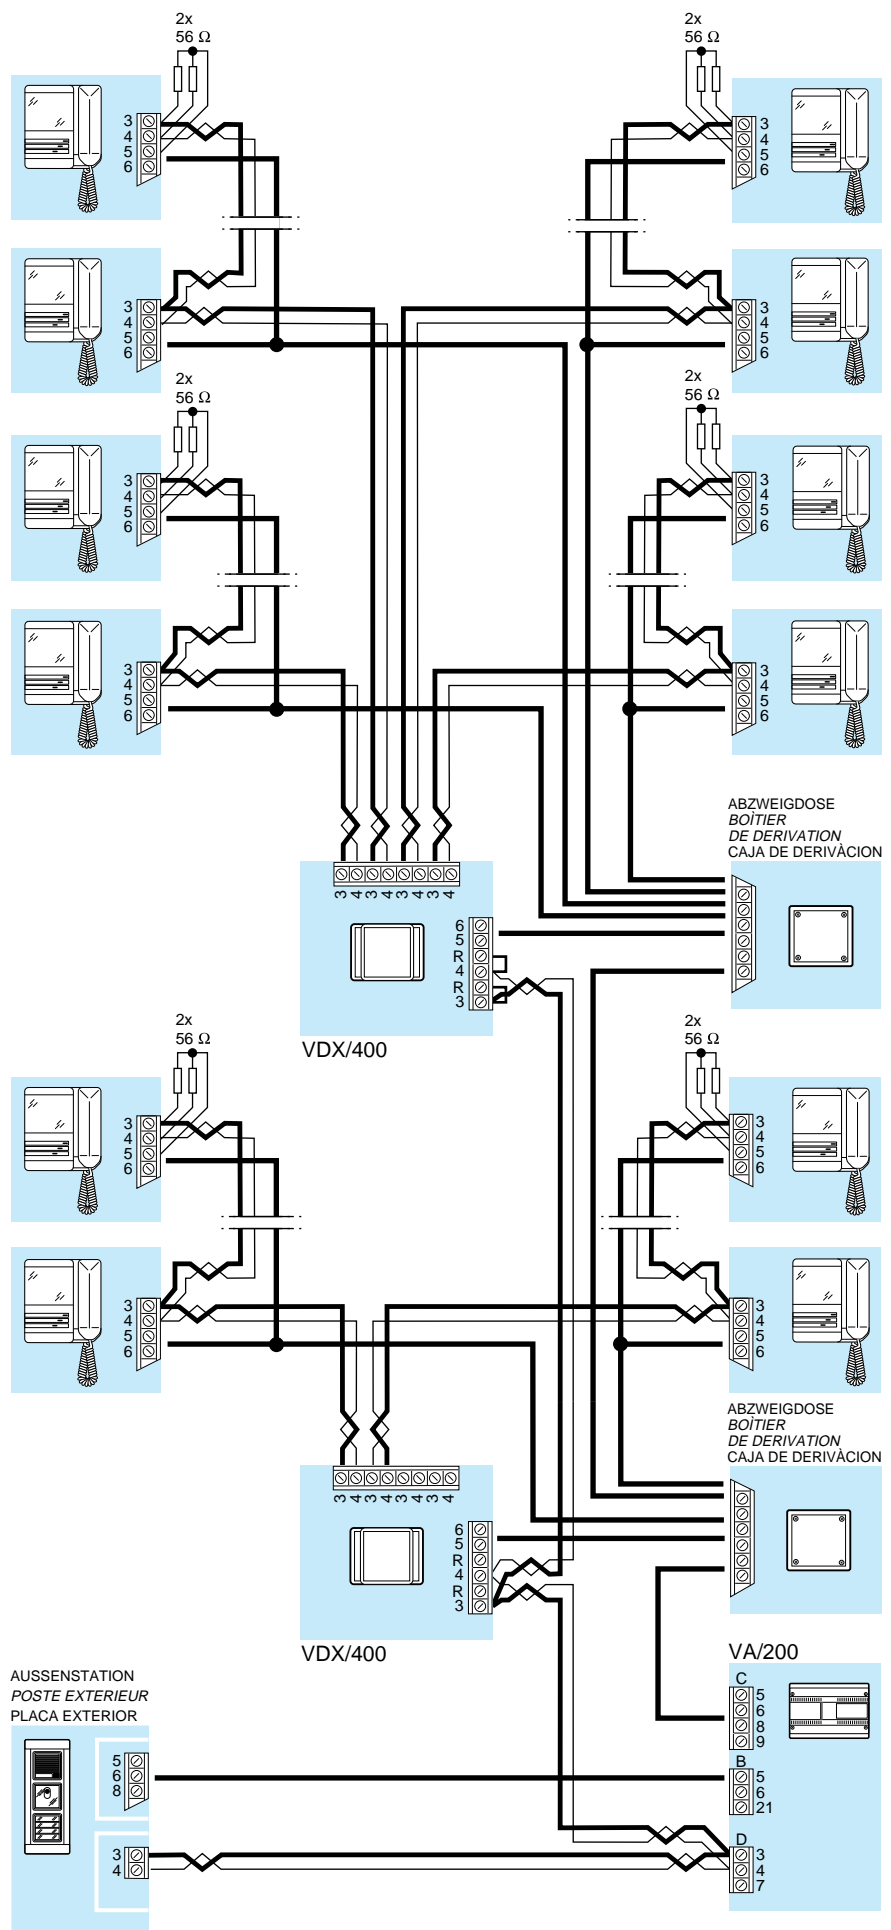 2x
56 Ω
2x
56 Ω
3
4
5
6
3
4
5
6
3
4
5
6
3
4
5
6
2x
56 Ω
2x
56 Ω
3
4
5
6
3
4
5
6
3
4
5
6
3
4
5
6
ABZWEIGDOSE
BOÌTIER
DE DERIVATION
CAJA DE DERIVÀCION
3 4 3 4 3 4 3 4
6
5
R
4
R
3
VDX/400
2x
56 Ω
2x
56 Ω
3
4
5
6
3
4
5
6
3
4
5
6
3
4
5
6
ABZWEIGDOSE
BOÌTIER
DE DERIVATION
CAJA DE DERIVÀCION
3 4 3 4 3 4 3 4
6
5
R
4
R
3
VDX/400
VA/200
AUSSENSTATION
POSTE EXTERIEUR
PLACA EXTERIOR
C
5
6
8
9
5
6
8
B
5
6
21
3
4
D
3
4
7